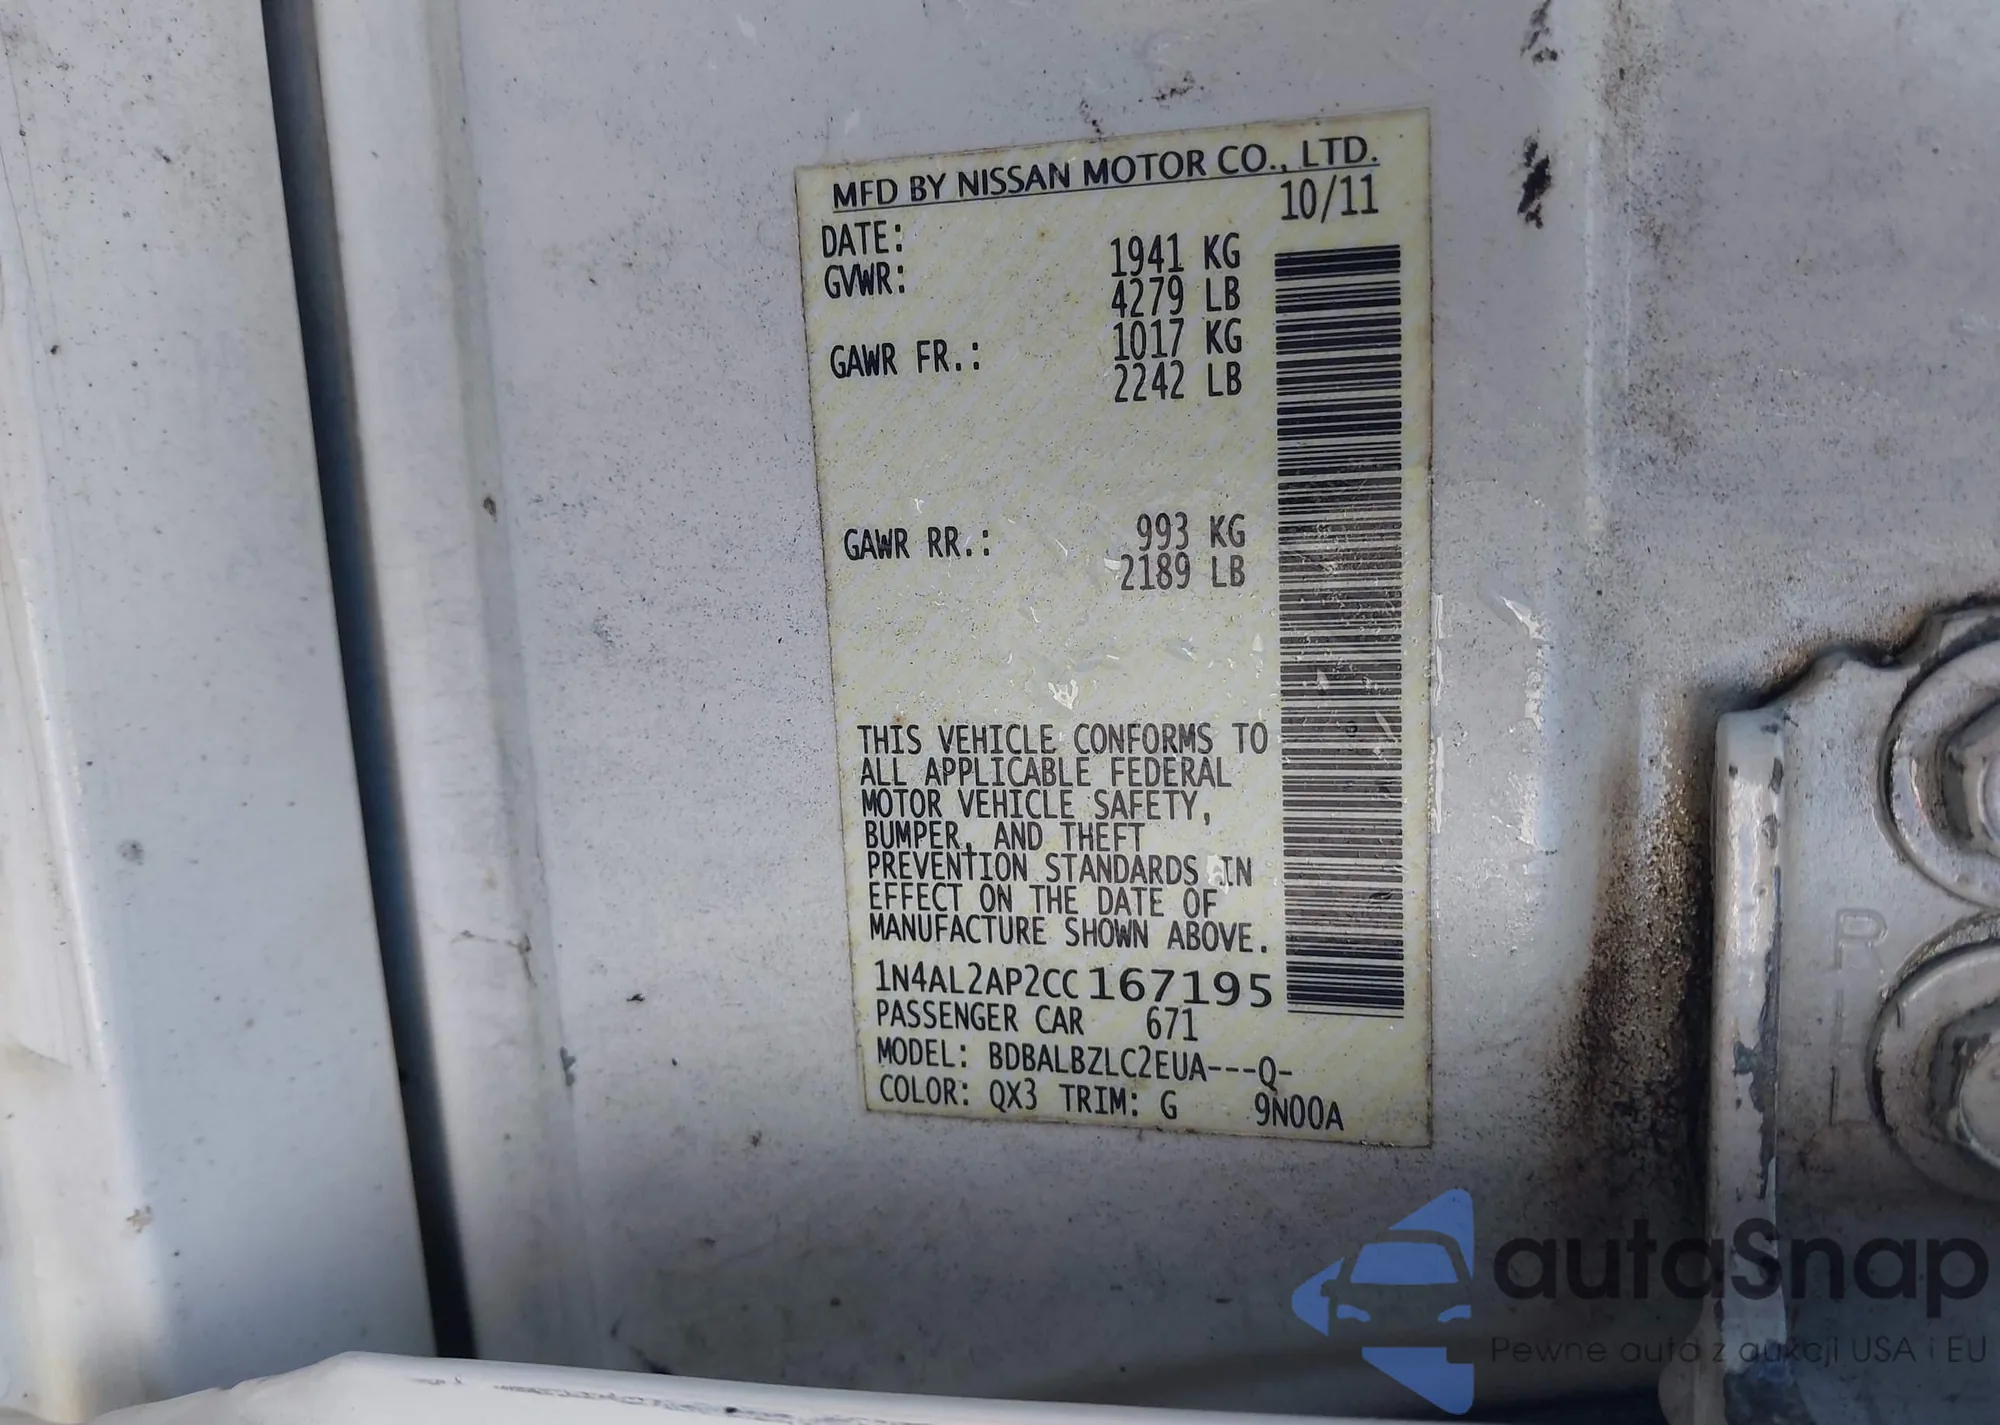 MFD BY NISSAN MOTOR CO., LTD.
DATE: 10/11
GVWR: 1941 KG
4279 LB
GAWR FR.: 1017 KG
2242 LB
GAWR RR.: 993 KG
2189 LB
THIS VEHICLE CONFORMS TO
ALL APPLICABLE FEDERAL
MOTOR VEHICLE SAFETY,
BUMPER, AND THEFT
PREVENTION STANDARDS IN
EFFECT ON THE DATE OF
MANUFACTURE SHOWN ABOVE.
1N4AL2AP2CC167195
PASSENGER CAR 671
MODEL: BDBALBZLC2EUA---Q-
COLOR: QX3 TRIM: G 9N00A
autaSnap
Pewne auta z aukcji USA i EU